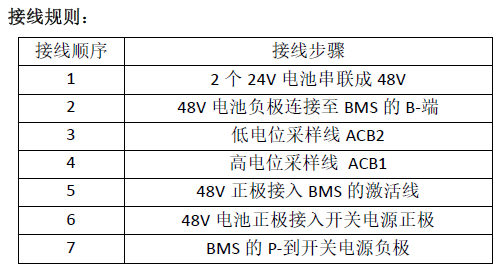 接线规则：
接线顺序 接线步骤
1 2 个 24V 电池串联成 48V
2 48V 电池负极连接至 BMS 的 B-端
3 低电位采样线 ACB2
4 高电位采样线 ACB1
5 48V 正极接入 BMS 的激活线
6 48V 电池正极接入开关电源正极
7 BMS 的 P-到开关电源负极